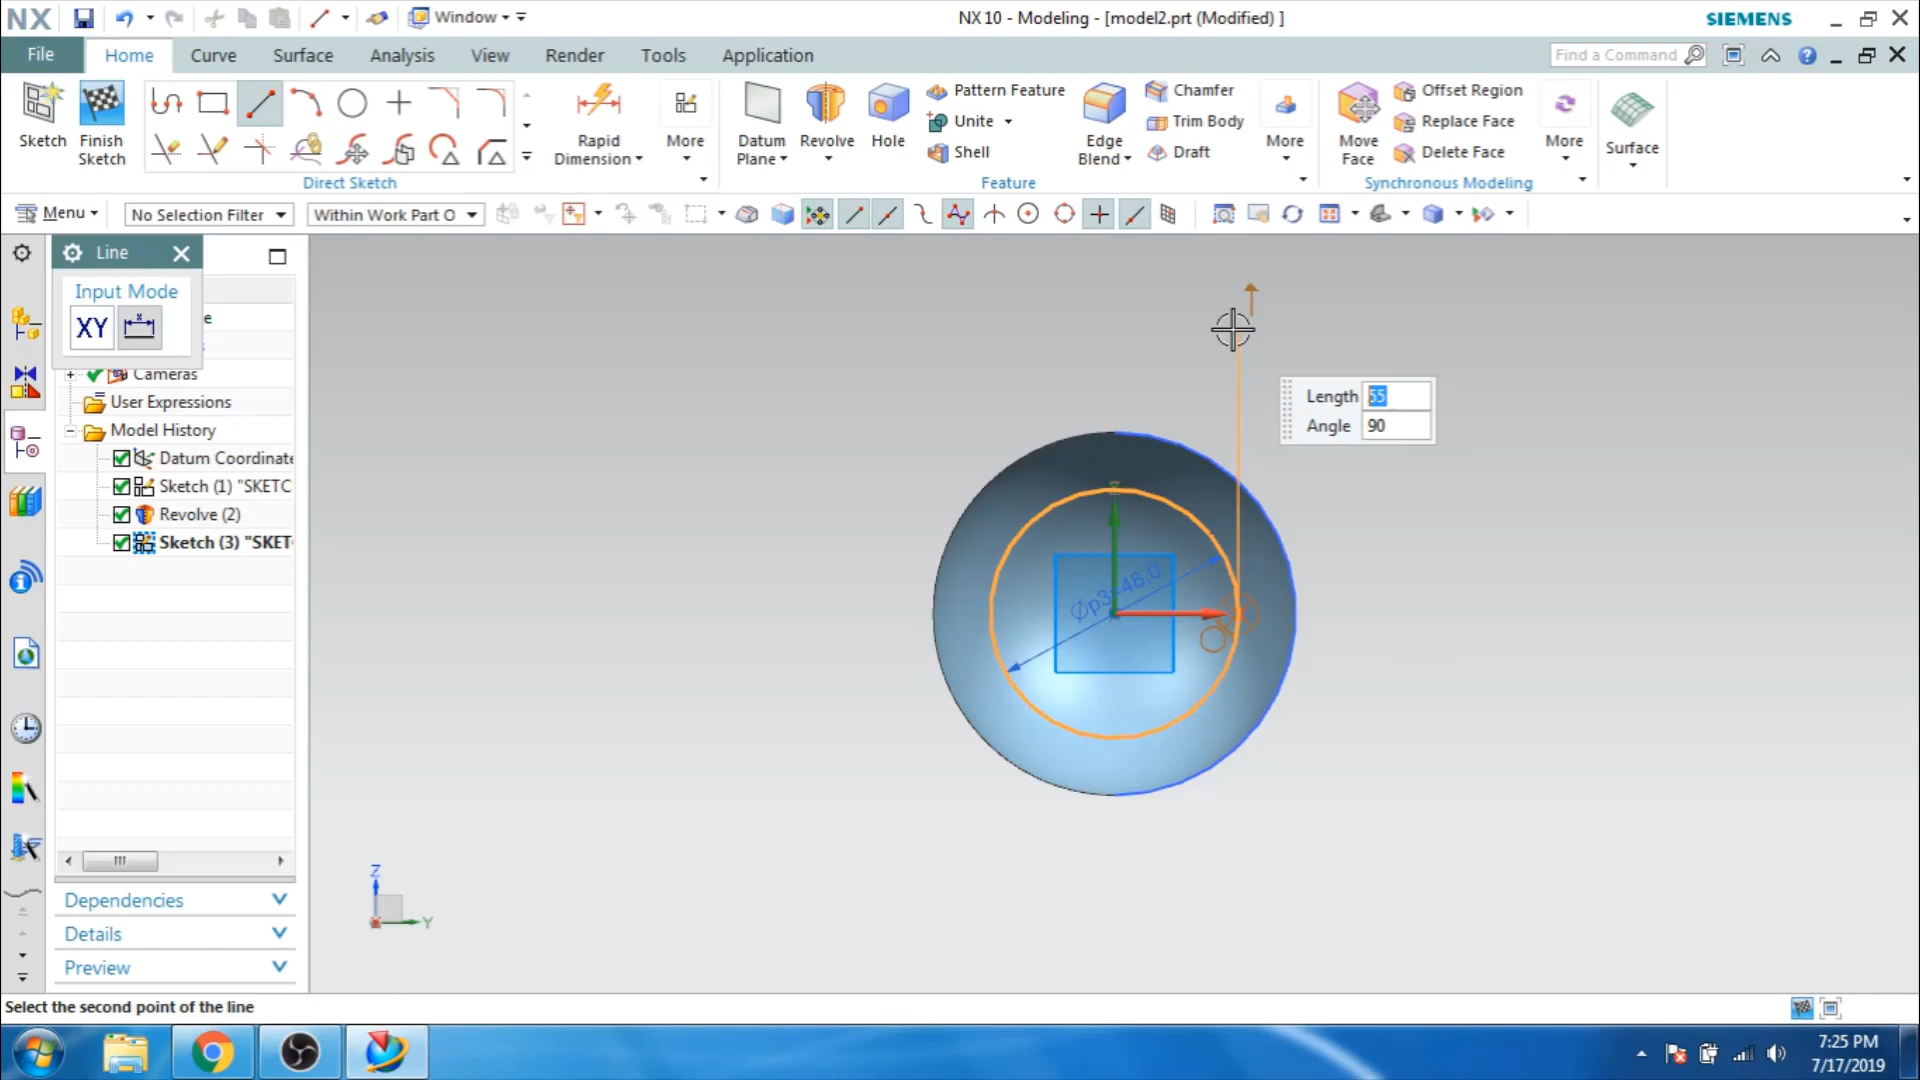 NX Window NX 10 - Modeling - [model2.prt (Modified) ] SIEMENS
File Home Curve Surface Analysis View Render Tools Application Find a Command
Sketch Finish Sketch Rapid Dimension More Datum Plane Revolve Hole Pattern Feature Unite Shell Edge Blend Chamfer Trim Body Draft More Move Face Offset Region Replace Face Delete Face More Surface
Direct Sketch Feature Synchronous Modeling
Menu No Selection Filter Within Work Part O
Line
Input Mode
XY
e
Cameras
User Expressions
Model History
Datum Coordinate
Sketch (1) "SKETC
Revolve (2)
Sketch (3) "SKET
Dependencies
Details
Preview
Length 55
Angle 90
Øp3=48,0
Z
Y
Select the second point of the line
7:25 PM
7/17/2019